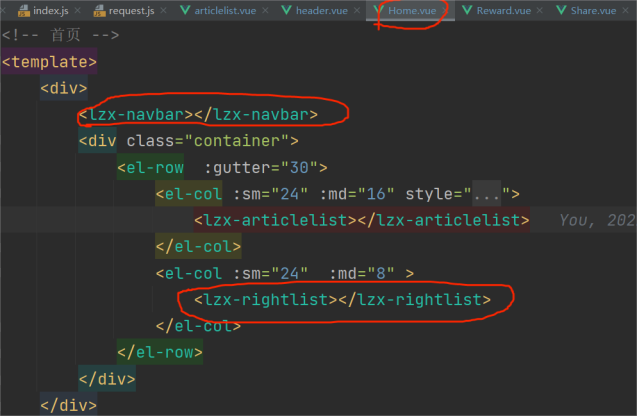 index.js request.js articlelist.vue header.vue Home.vue Reward.vue Share.vue
<!-- 首页 -->
<template>
<div>
<lzx-navbar></lzx-navbar>
<div class="container">
<el-row :gutter="30">
<el-col :sm="24" :md="16" style="...">
<lzx-articlelist></lzx-articlelist> You, 202
</el-col>
<el-col :sm="24" :md="8" >
<lzx-rightlist></lzx-rightlist>
</el-col>
</el-row>
</div>
</div>